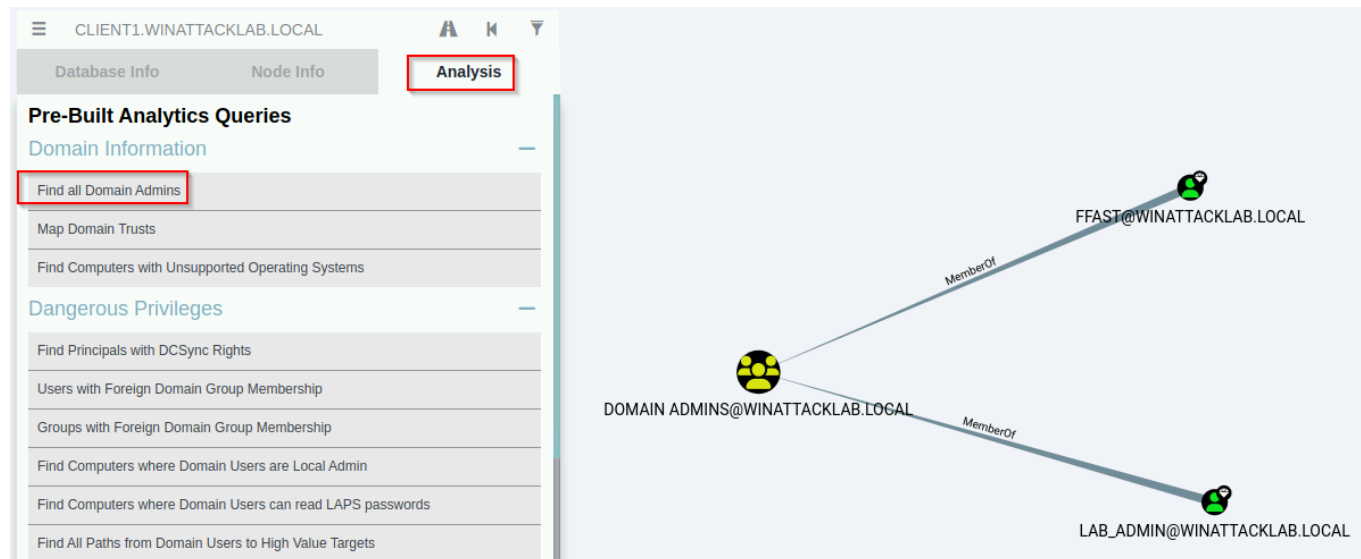 CLIENT1.WINATTACKLAB.LOCAL
Database Info
Node Info
Analysis
Pre-Built Analytics Queries
Domain Information
Find all Domain Admins
Map Domain Trusts
Find Computers with Unsupported Operating Systems
Dangerous Privileges
Find Principals with DCSync Rights
Users with Foreign Domain Group Membership
Groups with Foreign Domain Group Membership
Find Computers where Domain Users are Local Admin
Find Computers where Domain Users can read LAPS passwords
Find All Paths from Domain Users to High Value Targets
FFAST@WINATTACKLAB.LOCAL
MemberOf
DOMAIN ADMINS@WINATTACKLAB.LOCAL
MemberOf
LAB_ADMIN@WINATTACKLAB.LOCAL